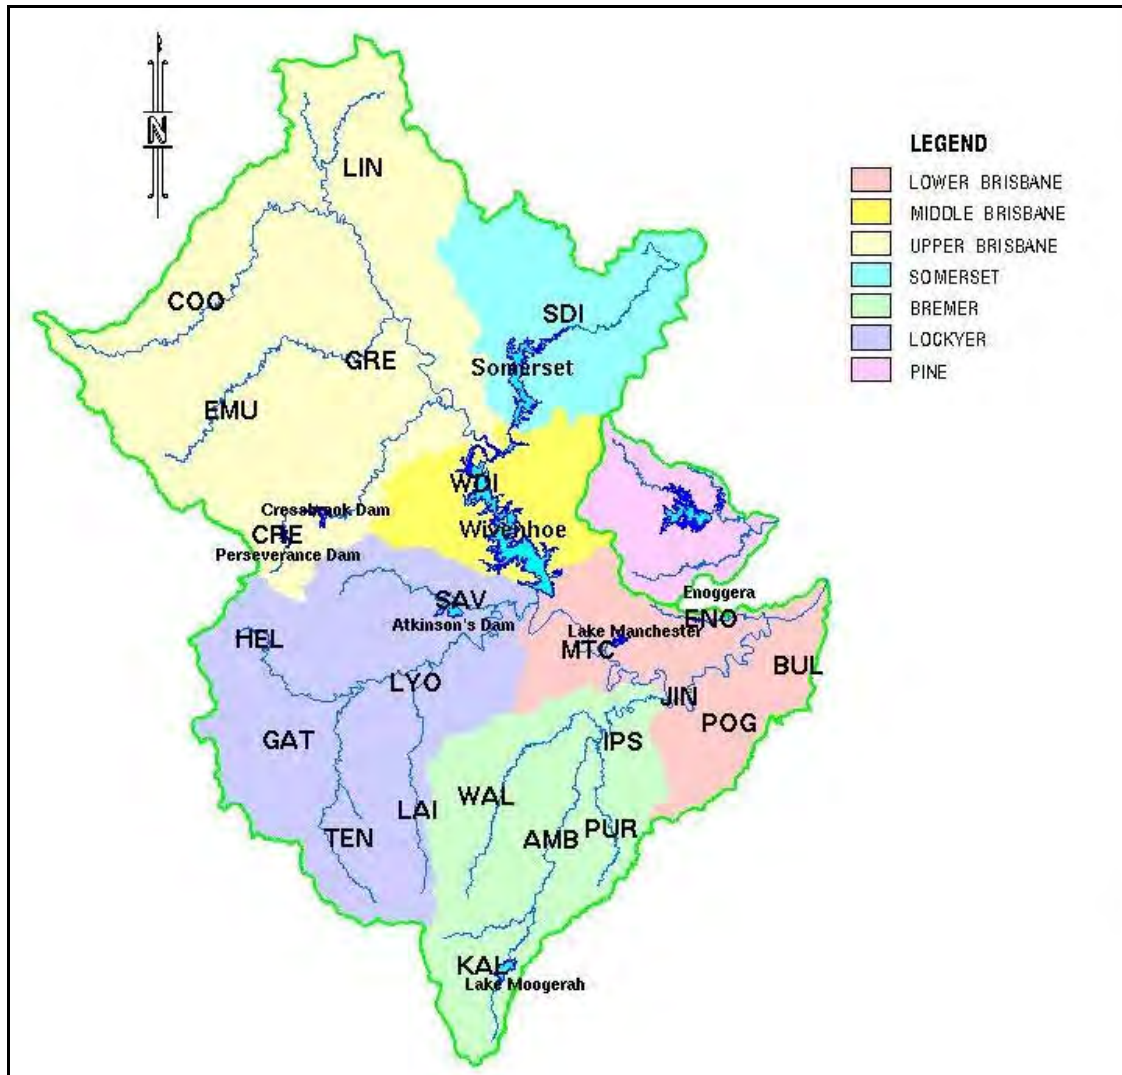 N
LEGEND
LOWER BRISBANE
MIDDLE BRISBANE
UPPER BRISBANE
SOMERSET
BREMER
LOCKYER
PINE
LIN
COO
SDI
GRE
Somerset
EMU
WDI
Cressbrook Dam
Wivenhoe
CRE
Perseverance Dam
Enoggera
SAV
ENO
Atkinson's Dam
Lake Manchester
HEL
MTC
BUL
LYO
JIN
POG
GAT
IPS
WAL
LAI
PUR
TEN
AMB
KAL
Lake Moogerah